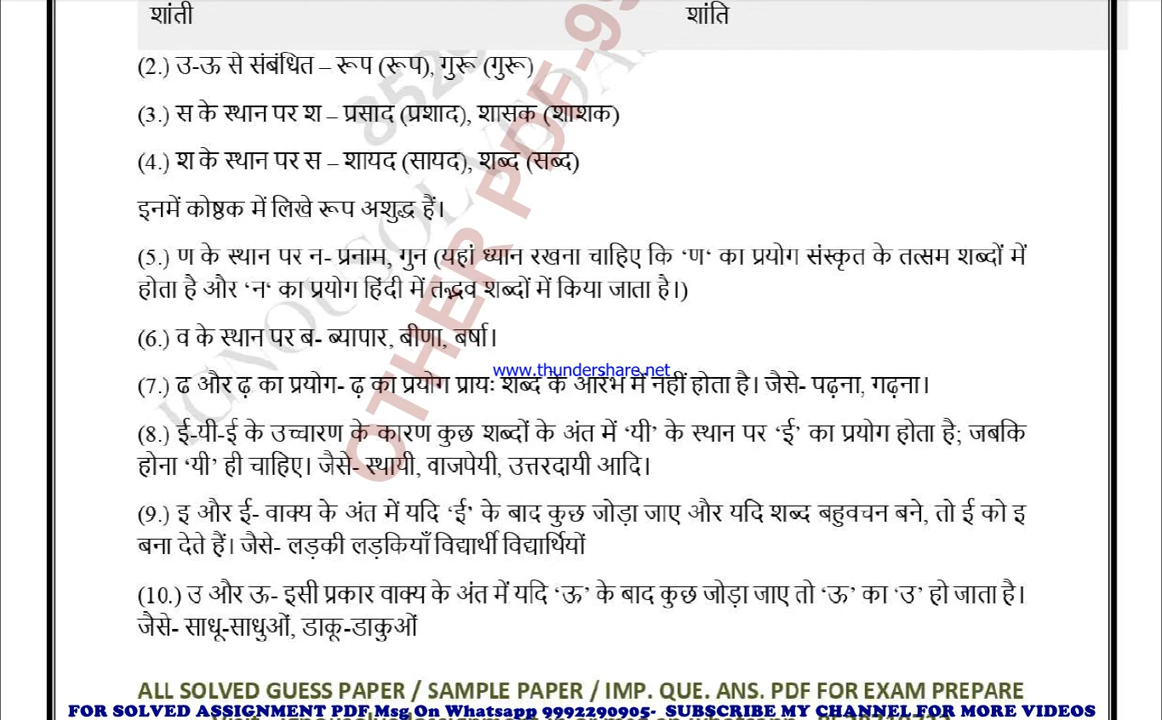 शांती शांति
(2.) उ-ऊ से संबंधित – रूप (रूप), गुरू (गुरू)
(3.) स के स्थान पर श – प्रसाद (प्रशाद), शासक (शाशक)
(4.) श के स्थान पर स – शायद (सायद), शब्द (सब्द)
इनमें कोष्ठक में लिखे रूप अशुद्ध हैं।
(5.) ण के स्थान पर न- प्रनाम, गुन (यहां ध्यान रखना चाहिए कि ‘ण‘ का प्रयोग संस्कृत के तत्सम शब्दों में
होता है और ‘न‘ का प्रयोग हिंदी में तद्भव शब्दों में किया जाता है।)
(6.) व के स्थान पर ब- ब्यापार, बीणा, बर्षा।
www.thundershare.net
(7.) ढ और ढ़ का प्रयोग- ढ़ का प्रयोग प्रायः शब्द के आरंभ में नहीं होता है। जैसे- पढ़ना, गढ़ना।
(8.) ई-यी-ई के उच्चारण के कारण कुछ शब्दों के अंत में ‘यी’ के स्थान पर ‘ई’ का प्रयोग होता है; जबकि
होना ‘यी’ ही चाहिए। जैसे- स्थायी, वाजपेयी, उत्तरदायी आदि।
(9.) इ और ई- वाक्य के अंत में यदि ‘ई’ के बाद कुछ जोड़ा जाए और यदि शब्द बहुवचन बने, तो ई को इ
बना देते हैं। जैसे- लड़की लड़कियाँ विद्यार्थी विद्यार्थियों
(10.) उ और ऊ- इसी प्रकार वाक्य के अंत में यदि ‘ऊ’ के बाद कुछ जोड़ा जाए तो ‘ऊ’ का ‘उ’ हो जाता है।
जैसे- साधू-साधुओं, डाकू-डाकुओं
OTHER PDF-99
ALL SOLVED GUESS PAPER / SAMPLE PAPER / IMP. QUE. ANS. PDF FOR EXAM PREPARE
FOR SOLVED ASSIGNMENT PDF Msg On Whatsapp 9992290905- SUBSCRIBE MY CHANNEL FOR MORE VIDEOS